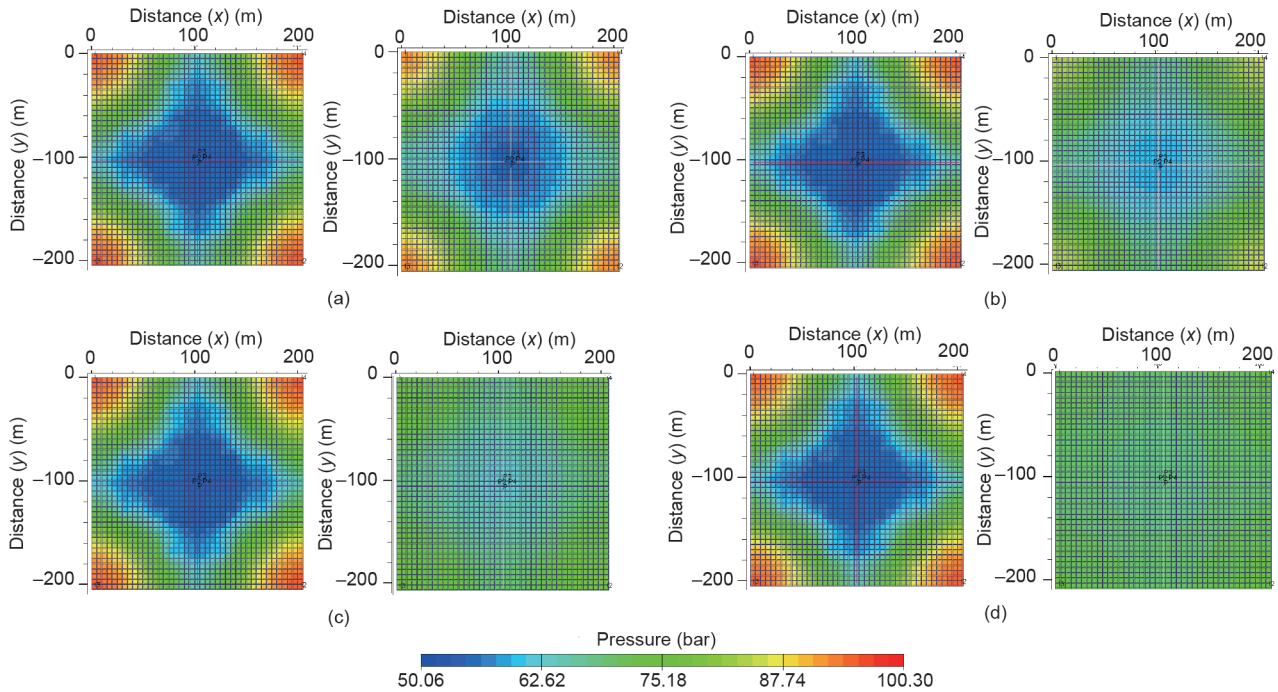 Distance (x) (m)
0 100 200
Distance (y) (m)
0
–100
–200
Distance (x) (m)
0 100 200
Distance (y) (m)
0
–100
–200
(a)
Distance (x) (m)
0 100 200
Distance (y) (m)
0
–100
–200
Distance (x) (m)
0 100 200
Distance (y) (m)
0
–100
–200
(b)
Distance (x) (m)
0 100 200
Distance (y) (m)
0
–100
–200
Distance (x) (m)
0 100 200
Distance (y) (m)
0
–100
–200
(c)
Distance (x) (m)
0 100 200
Distance (y) (m)
0
–100
–200
Distance (x) (m)
0 100 200
Distance (y) (m)
0
–100
–200
(d)
Pressure (bar)
50.06 62.62 75.18 87.74 100.30